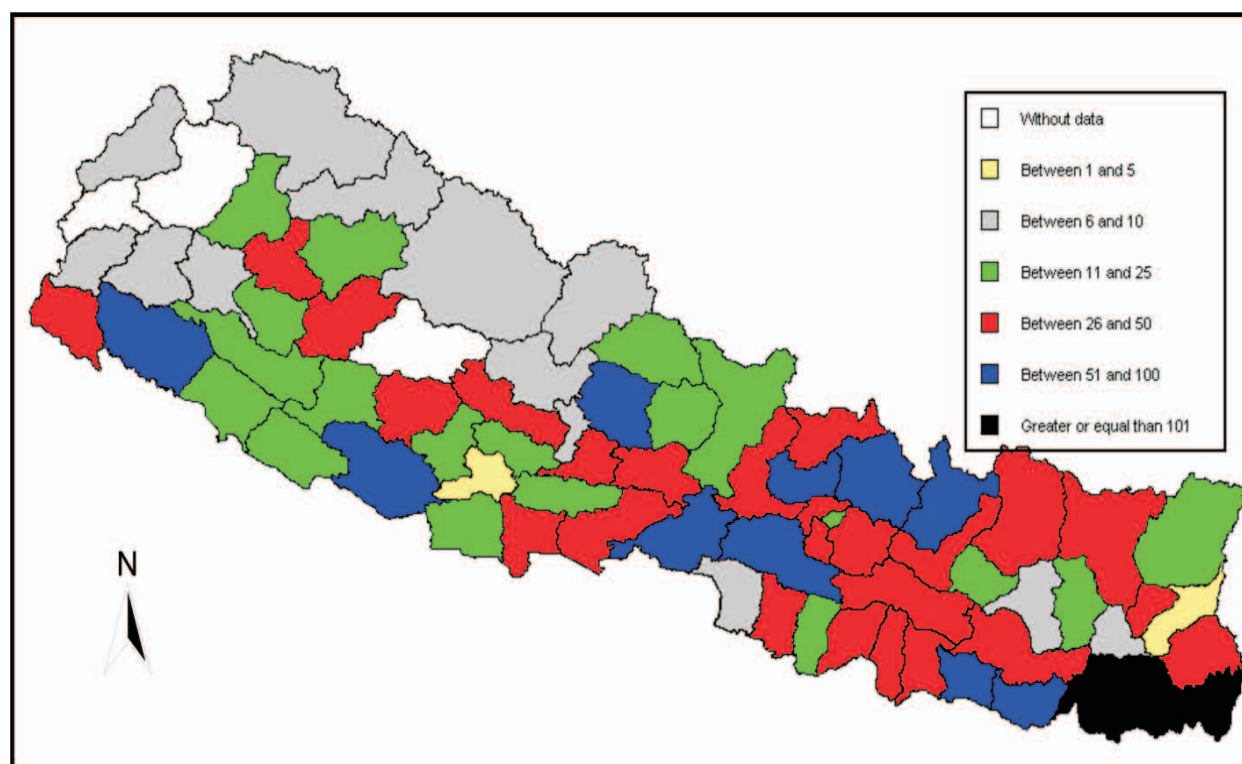 Without data
Between 1 and 5
Between 6 and 10
Between 11 and 25
Between 26 and 50
Between 51 and 100
Greater or equal than 101
N